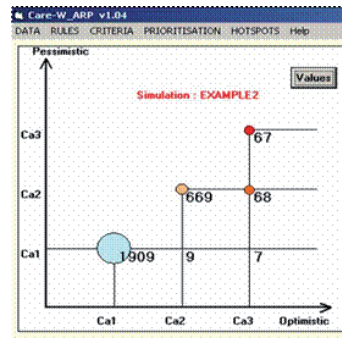 Care-W_ARP v1.04
DATA RULES CRITERIA PRIORITISATION HOTSPOTS Help
Pessimistic
Values
Simulation : EXAMPLE2
Ca3
67
Ca2
669 68
Ca1
1909 9 7
Ca1 Ca2 Ca3 Optimistic